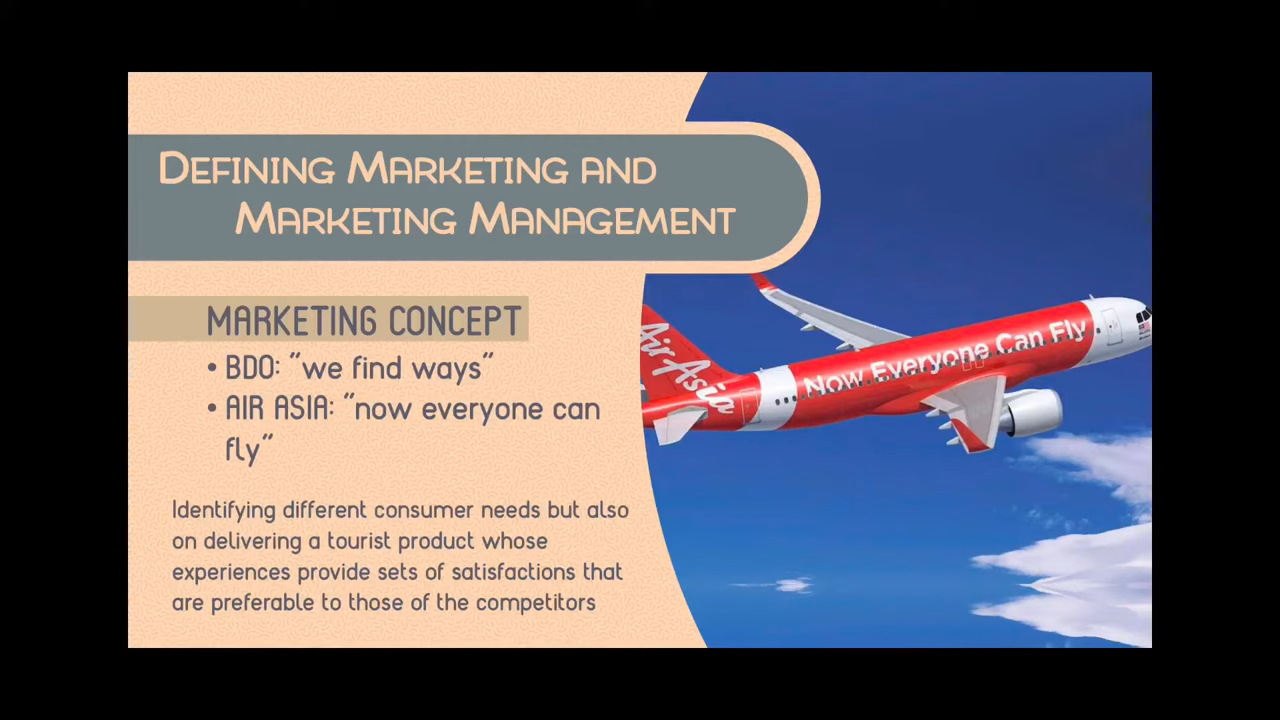 DEFINING MARKETING AND
MARKETING MANAGEMENT
MARKETING CONCEPT
• BDO: "we find ways"
• AIR ASIA: "now everyone can
fly"
Identifying different consumer needs but also
on delivering a tourist product whose
experiences provide sets of satisfactions that
are preferable to those of the competitors
Air Asia
Now Everyone Can Fly